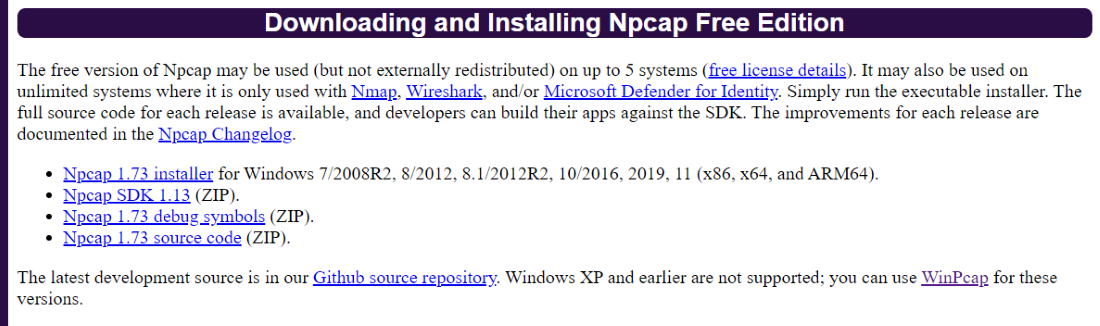 Downloading and Installing Npcap Free Edition
The free version of Npcap may be used (but not externally redistributed) on up to 5 systems (free license details). It may also be used on
unlimited systems where it is only used with Nmap, Wireshark, and/or Microsoft Defender for Identity. Simply run the executable installer. The
full source code for each release is available, and developers can build their apps against the SDK. The improvements for each release are
documented in the Npcap Changelog.
• Npcap 1.73 installer for Windows 7/2008R2, 8/2012, 8.1/2012R2, 10/2016, 2019, 11 (x86, x64, and ARM64).
• Npcap SDK 1.13 (ZIP).
• Npcap 1.73 debug symbols (ZIP).
• Npcap 1.73 source code (ZIP).
The latest development source is in our Github source repository. Windows XP and earlier are not supported; you can use WinPcap for these
versions.